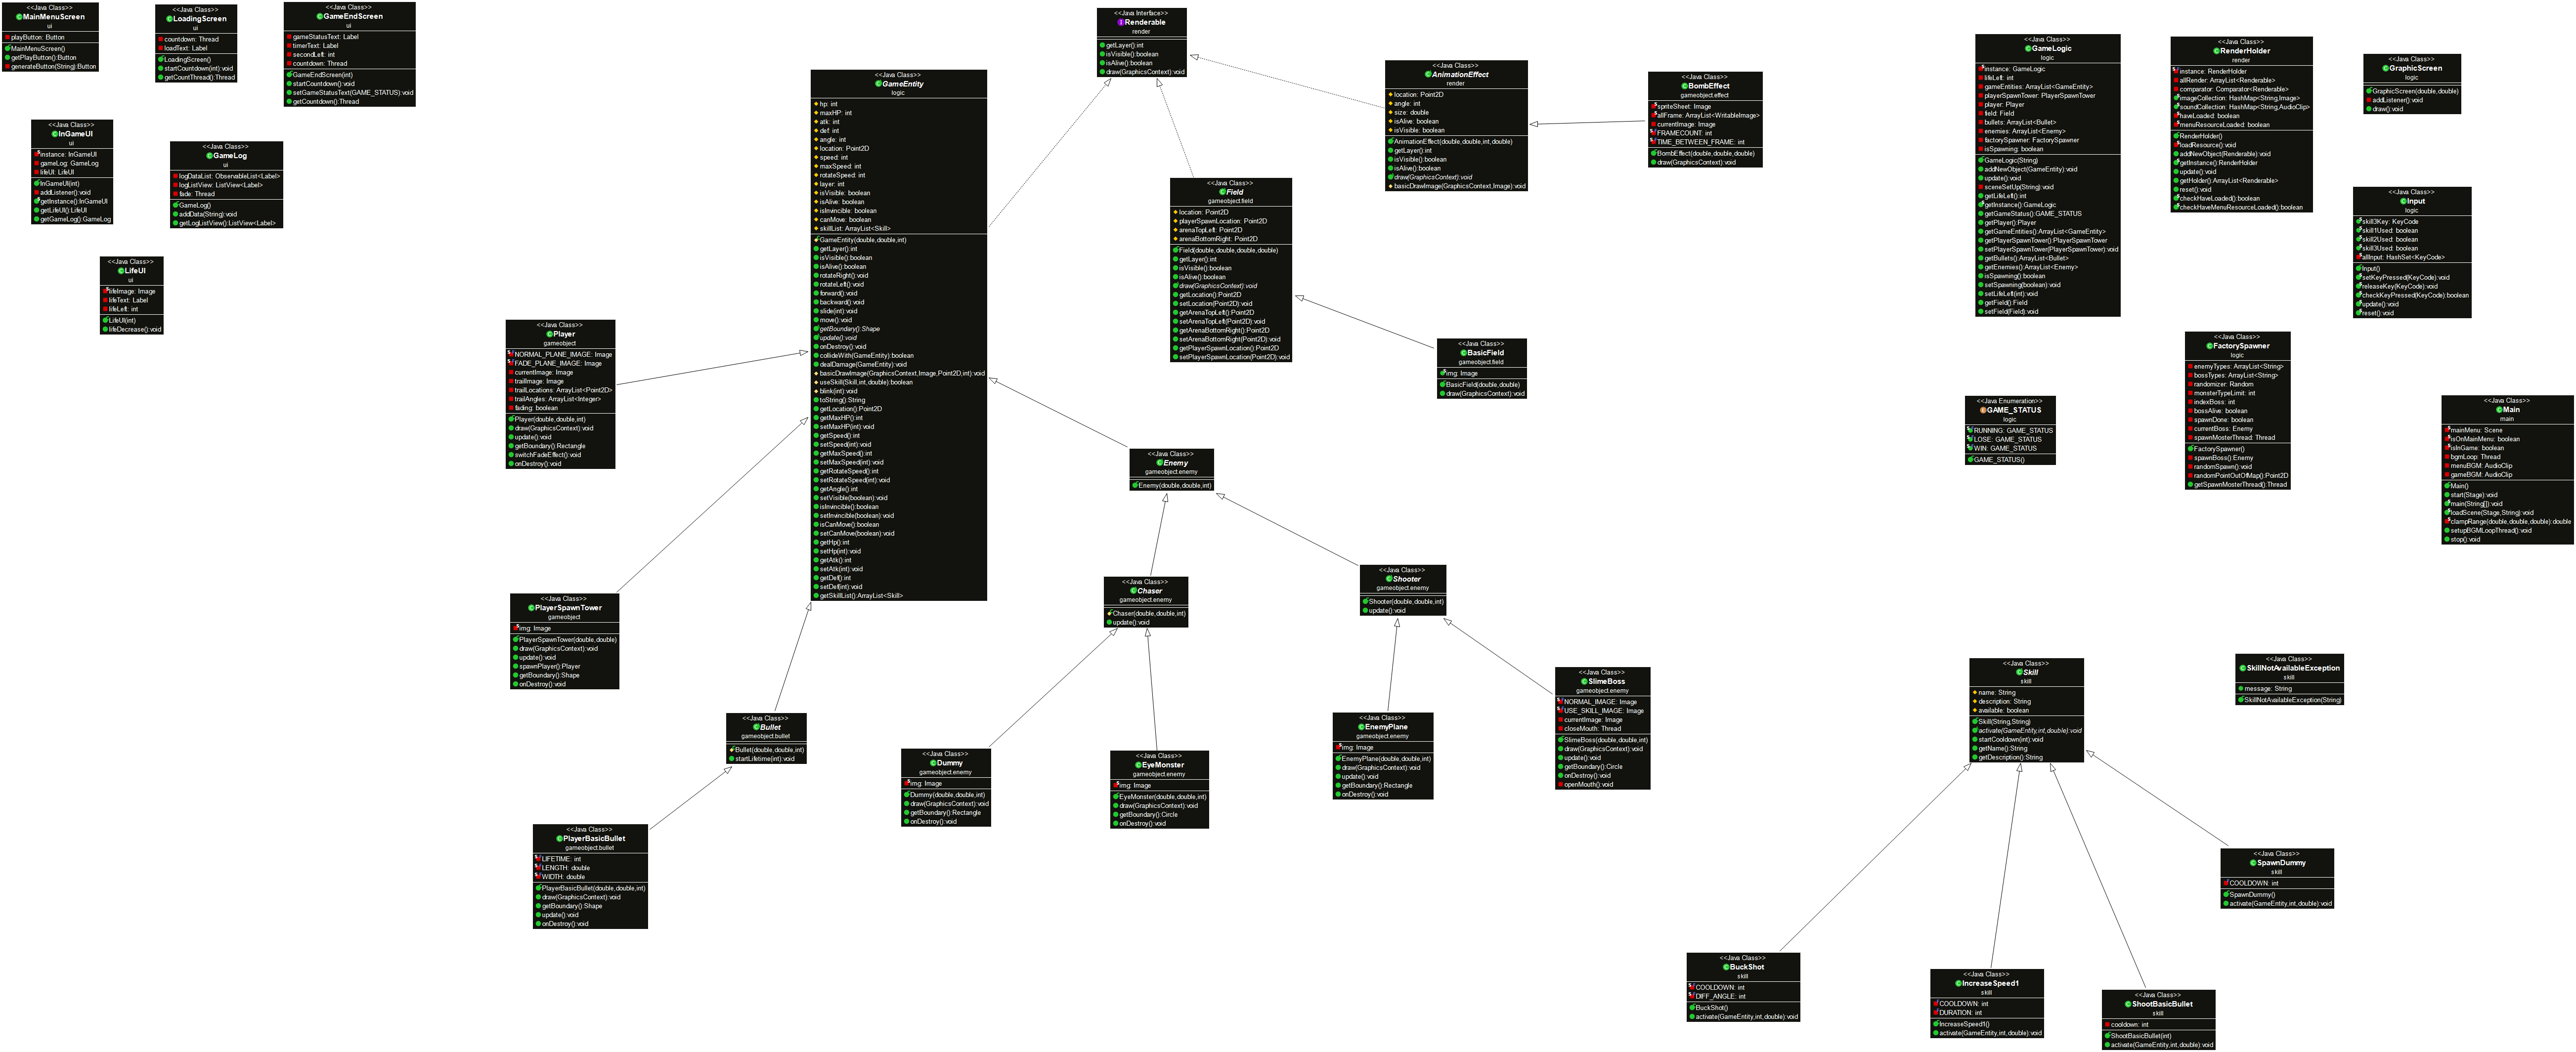 <<Java Class>>
MainMenuScreen
ui
playButton: Button
MainMenuScreen()
getPlayButton():Button
generateButton(String):Button
<<Java Class>>
LoadingScreen
ui
countdown: Thread
loadText: Label
LoadingScreen()
startCountdown(int):void
getCountThread():Thread
<<Java Class>>
GameEndScreen
ui
gameStatusText: Label
timerText: Label
secondLeft: int
countdown: Thread
GameEndScreen(int)
startCountdown():void
setGameStatusText(GAME_STATUS):void
getCountdown():Thread
<<Java Class>>
InGameUI
ui
instance: InGameUI
gameLog: GameLog
lifeUI: LifeUI
InGameUI(int)
addListener():void
getInstance():InGameUI
getLifeUI():LifeUI
getGameLog():GameLog
<<Java Class>>
GameLog
ui
logDataList: ObservableList<Label>
logListView: ListView<Label>
fade: Thread
GameLog()
addData(String):void
getLogListView():ListView<Label>
<<Java Class>>
LifeUI
ui
lifeImage: Image
lifeText: Label
lifeLeft: int
LifeUI(int)
lifeDecrease():void
<<Java Interface>>
Renderable
render
getLayer():int
isVisible():boolean
isAlive():boolean
draw(GraphicsContext):void
<<Java Class>>
GameEntity
logic
hp: int
maxHP: int
atk: int
def: int
angle: int
location: Point2D
speed: int
maxSpeed: int
rotateSpeed: int
layer: int
isVisible: boolean
isAlive: boolean
isInvincible: boolean
canMove: boolean
skillList: ArrayList<Skill>
GameEntity(double,double,int)
getLayer():int
isVisible():boolean
isAlive():boolean
rotateRight():void
rotateLeft():void
forward():void
backward():void
slide(int):void
move():void
getBoundary():Shape
update():void
onDestroy():void
collideWith(GameEntity):boolean
dealDamage(GameEntity):void
basicDrawImage(GraphicsContext,Image,Point2D,int):void
useSkill(Skill,int,double):boolean
blink(int):void
toString():String
getLocation():Point2D
getMaxHP():int
setMaxHP(int):void
getSpeed():int
setSpeed(int):void
getMaxSpeed():int
setMaxSpeed(int):void
getRotateSpeed():int
setRotateSpeed(int):void
getAngle():int
setVisible(boolean):void
isInvincible():boolean
setInvincible(boolean):void
isCanMove():boolean
setCanMove(boolean):void
getHp():int
setHp(int):void
getAtk():int
setAtk(int):void
getDef():int
setDef(int):void
getSkillList():ArrayList<Skill>
<<Java Class>>
Field
gameobject.field
location: Point2D
playerSpawnLocation: Point2D
arenaTopLeft: Point2D
arenaBottomRight: Point2D
Field(double,double,double,double)
getLayer():int
isVisible():boolean
isAlive():boolean
draw(GraphicsContext):void
getLocation():Point2D
setLocation(Point2D):void
getArenaTopLeft():Point2D
setArenaTopLeft(Point2D):void
getArenaBottomRight():Point2D
setArenaBottomRight(Point2D):void
getPlayerSpawnLocation():Point2D
setPlayerSpawnLocation(Point2D):void
<<Java Class>>
AnimationEffect
render
location: Point2D
angle: int
size: double
isAlive: boolean
isVisible: boolean
AnimationEffect(double,double,int,double)
getLayer():int
isVisible():boolean
isAlive():boolean
draw(GraphicsContext):void
basicDrawImage(GraphicsContext,Image):void
<<Java Class>>
BombEffect
gameobject.effect
spriteSheet: Image
allFrame: ArrayList<WritableImage>
currentImage: Image
FRAMECOUNT: int
TIME_BETWEEN_FRAME: int
BombEffect(double,double,double)
draw(GraphicsContext):void
<<Java Class>>
BasicField
gameobject.field
img: Image
BasicField(double,double)
draw(GraphicsContext):void
<<Java Class>>
Player
gameobject
NORMAL_PLANE_IMAGE: Image
FADE_PLANE_IMAGE: Image
currentImage: Image
trailImage: Image
trailLocations: ArrayList<Point2D>
trailAngles: ArrayList<Integer>
fading: boolean
Player(double,double,int)
draw(GraphicsContext):void
update():void
getBoundary():Rectangle
switchFadeEffect():void
onDestroy():void
<<Java Class>>
PlayerSpawnTower
gameobject
img: Image
PlayerSpawnTower(double,double)
draw(GraphicsContext):void
update():void
spawnPlayer():Player
getBoundary():Shape
onDestroy():void
<<Java Class>>
Bullet
gameobject.bullet
Bullet(double,double,int)
startLifetime(int):void
<<Java Class>>
PlayerBasicBullet
gameobject.bullet
LIFETIME: int
LENGTH: double
WIDTH: double
PlayerBasicBullet(double,double,int)
draw(GraphicsContext):void
getBoundary():Shape
update():void
onDestroy():void
<<Java Class>>
Enemy
gameobject.enemy
Enemy(double,double,int)
<<Java Class>>
Chaser
gameobject.enemy
Chaser(double,double,int)
update():void
<<Java Class>>
Shooter
gameobject.enemy
Shooter(double,double,int)
update():void
<<Java Class>>
Dummy
gameobject.enemy
img: Image
Dummy(double,double,int)
draw(GraphicsContext):void
getBoundary():Rectangle
onDestroy():void
<<Java Class>>
EyeMonster
gameobject.enemy
img: Image
EyeMonster(double,double,int)
draw(GraphicsContext):void
getBoundary():Circle
onDestroy():void
<<Java Class>>
EnemyPlane
gameobject.enemy
img: Image
EnemyPlane(double,double,int)
draw(GraphicsContext):void
update():void
getBoundary():Rectangle
onDestroy():void
<<Java Class>>
SlimeBoss
gameobject.enemy
NORMAL_IMAGE: Image
USE_SKILL_IMAGE: Image
currentImage: Image
closeMouth: Thread
SlimeBoss(double,double,int)
draw(GraphicsContext):void
update():void
getBoundary():Circle
onDestroy():void
openMouth():void
<<Java Class>>
GameLogic
logic
instance: GameLogic
lifeLeft: int
gameEntities: ArrayList<GameEntity>
playerSpawnTower: PlayerSpawnTower
player: Player
field: Field
bullets: ArrayList<Bullet>
enemies: ArrayList<Enemy>
factorySpawner: FactorySpawner
isSpawning: boolean
GameLogic(String)
addNewObject(GameEntity):void
update():void
sceneSetUp(String):void
getLifeLeft():int
getInstance():GameLogic
getGameStatus():GAME_STATUS
getPlayer():Player
getGameEntities():ArrayList<GameEntity>
getPlayerSpawnTower():PlayerSpawnTower
setPlayerSpawnTower(PlayerSpawnTower):void
getBullets():ArrayList<Bullet>
getEnemies():ArrayList<Enemy>
isSpawning():boolean
setSpawning(boolean):void
setLifeLeft(int):void
getField():Field
setField(Field):void
<<Java Class>>
RenderHolder
render
instance: RenderHolder
allRender: ArrayList<Renderable>
comparator: Comparator<Renderable>
imageCollection: HashMap<String,Image>
soundCollection: HashMap<String,AudioClip>
haveLoaded: boolean
menuResourceLoaded: boolean
RenderHolder()
loadResource():void
addNewObject(Renderable):void
getInstance():RenderHolder
update():void
getHolder():ArrayList<Renderable>
reset():void
checkHaveLoaded():boolean
checkHaveMenuResourceLoaded():boolean
<<Java Class>>
GraphicScreen
logic
GraphicScreen(double,double)
addListener():void
draw():void
<<Java Class>>
Input
logic
skill3Key: KeyCode
skill1Used: boolean
skill2Used: boolean
skill3Used: boolean
allInput: HashSet<KeyCode>
Input()
setKeyPressed(KeyCode):void
releaseKey(KeyCode):void
checkKeyPressed(KeyCode):boolean
update():void
reset():void
<<Java Class>>
FactorySpawner
logic
enemyTypes: ArrayList<String>
bossTypes: ArrayList<String>
randomizer: Random
monsterTypeLimit: int
indexBoss: int
bossAlive: boolean
spawnDone: boolean
currentBoss: Enemy
spawnMosterThread: Thread
FactorySpawner()
spawnBoss():Enemy
randomSpawn():void
randomPointOutOfMap():Point2D
getSpawnMosterThread():Thread
<<Java Enumeration>>
GAME_STATUS
logic
RUNNING: GAME_STATUS
LOSE: GAME_STATUS
WIN: GAME_STATUS
GAME_STATUS()
<<Java Class>>
Main
main
mainMenu: Scene
isOnMainMenu: boolean
isInGame: boolean
bgmLoop: Thread
menuBGM: AudioClip
gameBGM: AudioClip
Main()
start(Stage):void
main(String[]):void
loadScene(Stage,String):void
clampRange(double,double,double):double
setupBGMLoopThread():void
stop():void
<<Java Class>>
Skill
skill
name: String
description: String
available: boolean
Skill(String,String)
activate(GameEntity,int,double):void
startCooldown(int):void
getName():String
getDescription():String
<<Java Class>>
SkillNotAvailableException
skill
message: String
SkillNotAvailableException(String)
<<Java Class>>
SpawnDummy
skill
COOLDOWN: int
SpawnDummy()
activate(GameEntity,int,double):void
<<Java Class>>
BuckShot
skill
COOLDOWN: int
DIFF_ANGLE: int
BuckShot()
activate(GameEntity,int,double):void
<<Java Class>>
IncreaseSpeed1
skill
COOLDOWN: int
DURATION: int
IncreaseSpeed1()
activate(GameEntity,int,double):void
<<Java Class>>
ShootBasicBullet
skill
cooldown: int
ShootBasicBullet(int)
activate(GameEntity,int,double):void